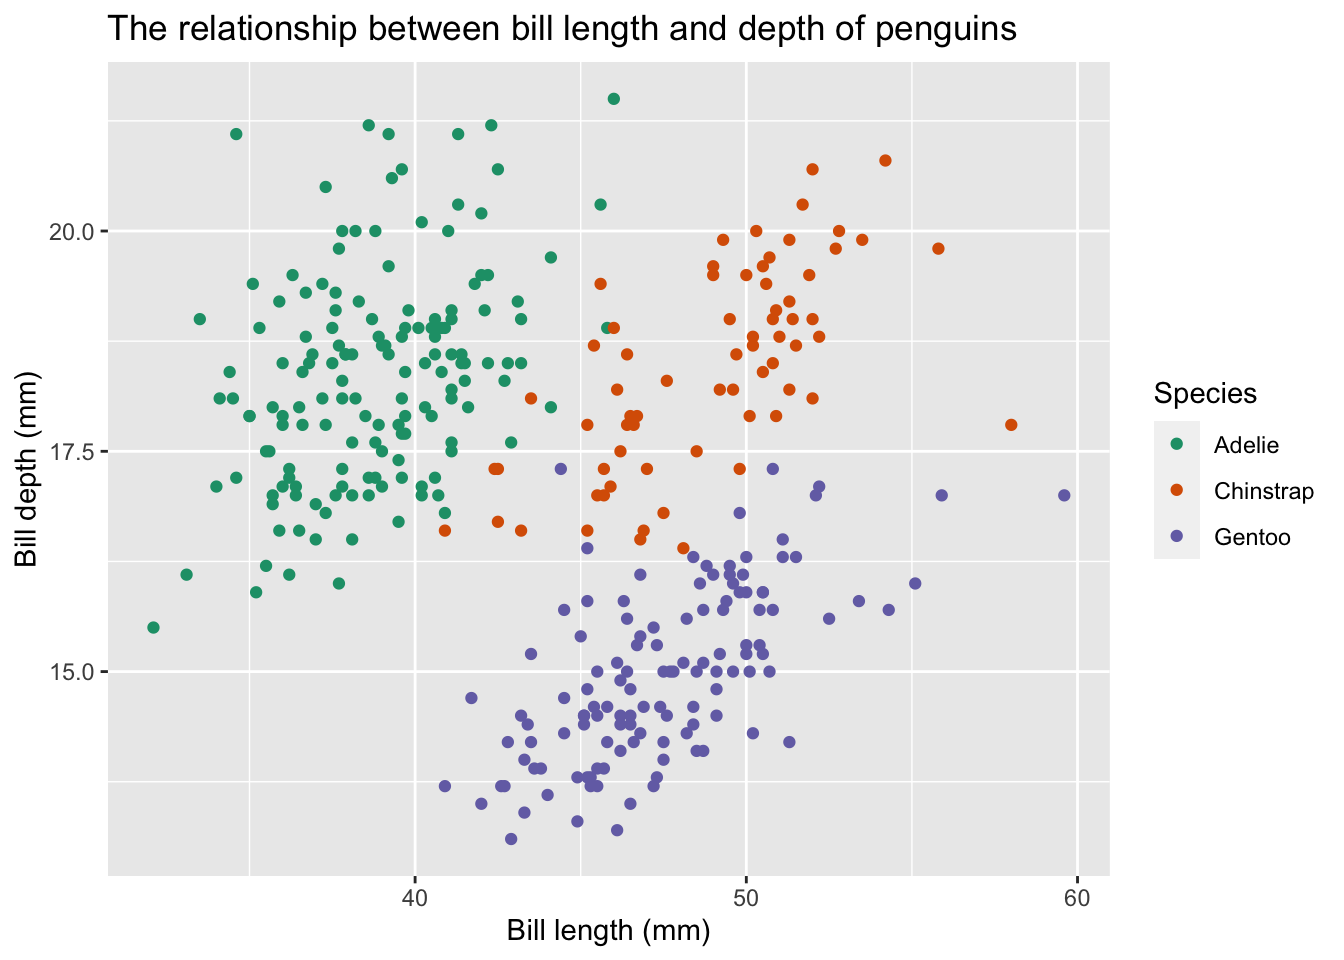 The relationship between bill length and depth of penguins
20.0
17.5
15.0
Bill depth (mm)
40 50 60
Bill length (mm)
Species
Adelie
Chinstrap
Gentoo